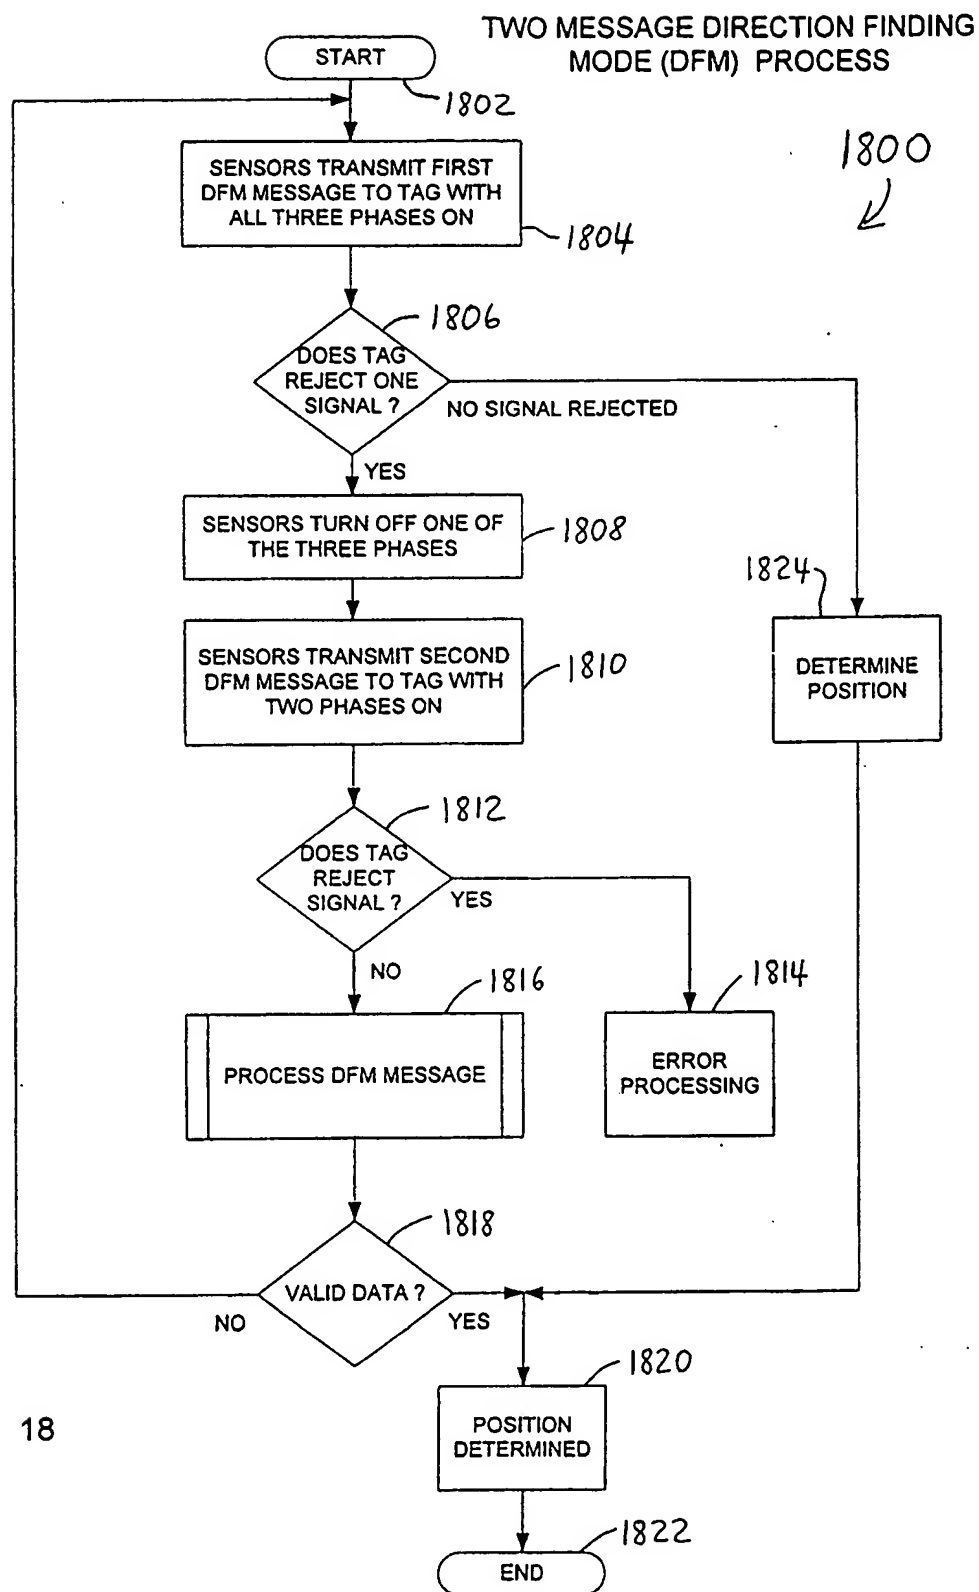 TWO MESSAGE DIRECTION FINDING
MODE (DFM) PROCESS
START
1802
1800
SENSORS TRANSMIT FIRST
DFM MESSAGE TO TAG WITH
ALL THREE PHASES ON
1804
1806
DOES TAG
REJECT ONE
SIGNAL ?
NO SIGNAL REJECTED
YES
SENSORS TURN OFF ONE OF
THE THREE PHASES
1808
1824
SENSORS TRANSMIT SECOND
DFM MESSAGE TO TAG WITH
TWO PHASES ON
1810
DETERMINE
POSITION
1812
DOES TAG
REJECT
SIGNAL ?
YES
NO
1816
1814
PROCESS DFM MESSAGE
ERROR
PROCESSING
1818
VALID DATA ?
NO
YES
1820
18
POSITION
DETERMINED
1822
END